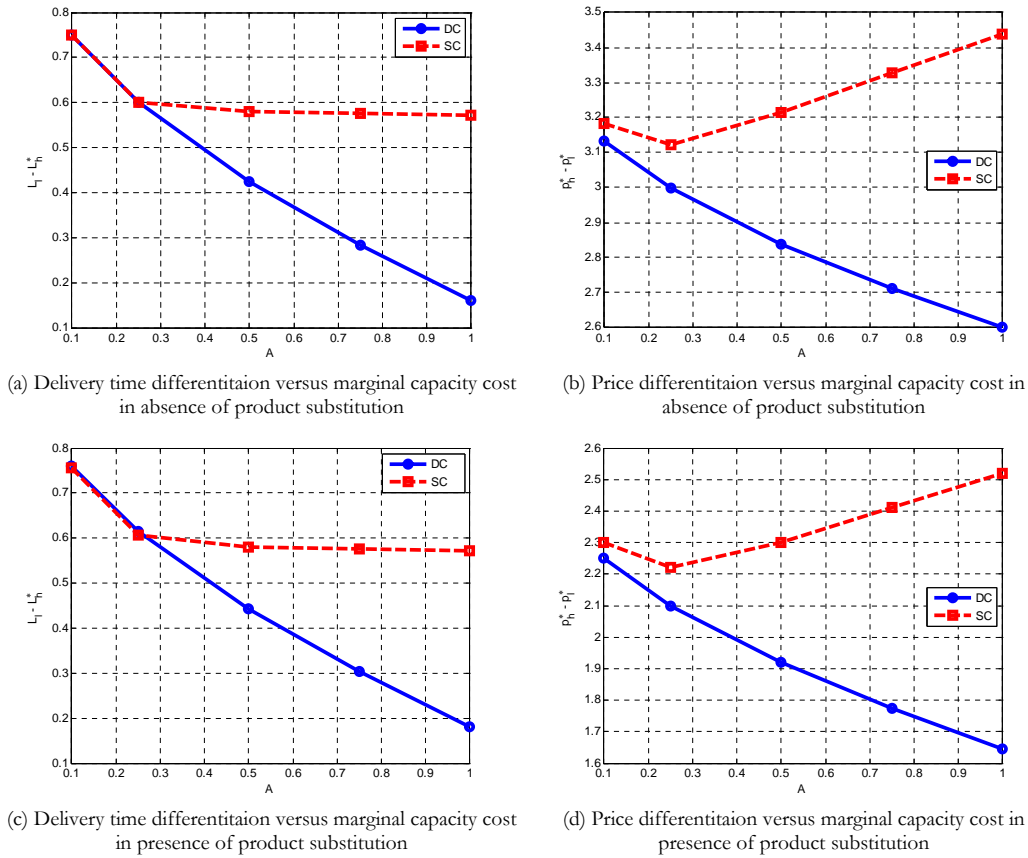 0.8
0.7
0.6
0.5
0.4
0.3
0.2
0.1
L_l - L_h^*
0.1 0.2 0.3 0.4 0.5 0.6 0.7 0.8 0.9 1
A
DC
SC
(a) Delivery time differentitaion versus marginal capacity cost
in absence of product substitution
3.5
3.4
3.3
3.2
3.1
3
2.9
2.8
2.7
2.6
p_h^* - p_l^*
0.1 0.2 0.3 0.4 0.5 0.6 0.7 0.8 0.9 1
A
DC
SC
(b) Price differentitaion versus marginal capacity cost in
absence of product substitution
0.8
0.7
0.6
0.5
0.4
0.3
0.2
0.1
L_l - L_h^*
0.1 0.2 0.3 0.4 0.5 0.6 0.7 0.8 0.9 1
A
DC
SC
(c) Delivery time differentitaion versus marginal capacity cost
in presence of product substitution
2.6
2.5
2.4
2.3
2.2
2.1
2
1.9
1.8
1.7
1.6
p_h^* - p_l^*
0.1 0.2 0.3 0.4 0.5 0.6 0.7 0.8 0.9 1
A
DC
SC
(d) Price differentitaion versus marginal capacity cost in
presence of product substitution